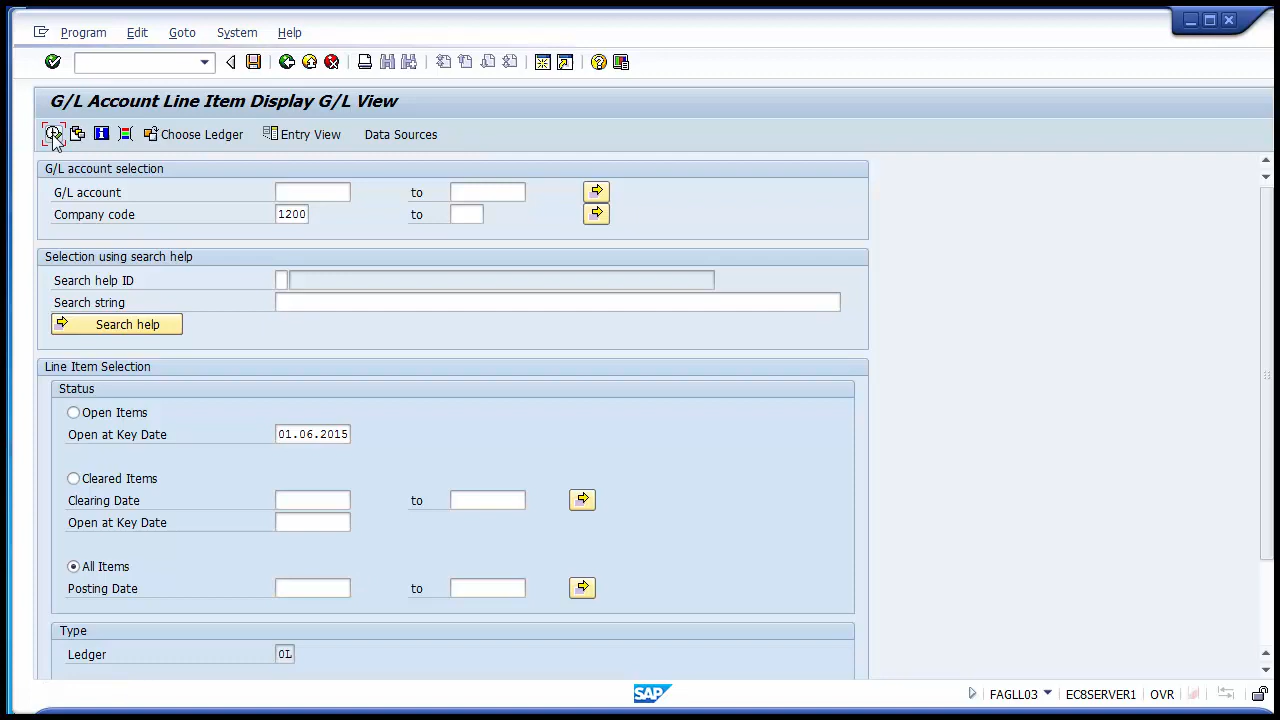 Program Edit Goto System Help
G/L Account Line Item Display G/L View
Choose Ledger Entry View Data Sources
G/L account selection
G/L account to
Company code 1200 to
Selection using search help
Search help ID
Search string
Search help
Line Item Selection
Status
Open Items
Open at Key Date 01.06.2015
Cleared Items
Clearing Date to
Open at Key Date
All Items
Posting Date to
Type
Ledger 0L
SAP FAGLL03 EC8SERVER1 OVR